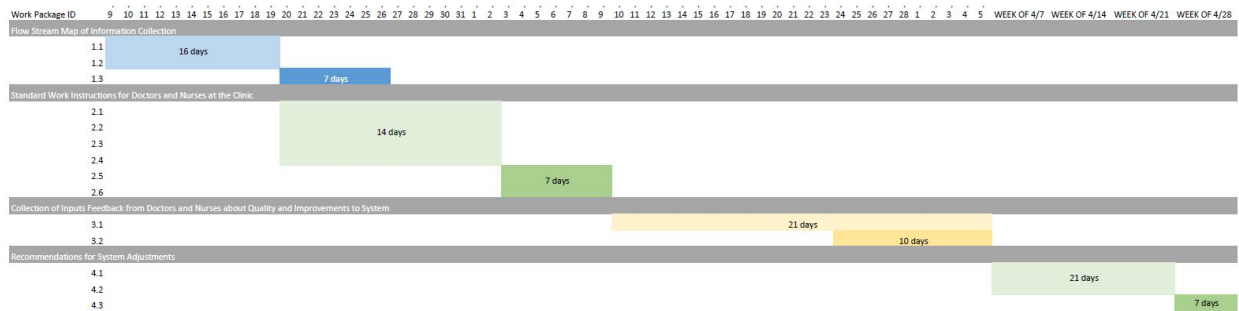 Work Package ID 9 10 11 12 13 14 15 16 17 18 19 20 21 22 23 24 25 26 27 28 29 30 31 1 2 3 4 5 6 7 8 9 10 11 12 13 14 15 16 17 18 19 20 21 22 23 24 25 26 27 28 1 2 3 4 5 WEEK OF 4/7 WEEK OF 4/14 WEEK OF 4/21 WEEK OF 4/28
Flow Stream Map of Information Collection
1.1
16 days
1.2
1.3 7 days
Standard Work Instructions for Doctors and Nurses at the Clinic
2.1
2.2
14 days
2.3
2.4
2.5
7 days
2.6
Collection of Inputs Feedback from Doctors and Nurses about Quality and Improvements to System
3.1 21 days
3.2 10 days
Recommendations for System Adjustments
4.1
21 days
4.2
4.3 7 days